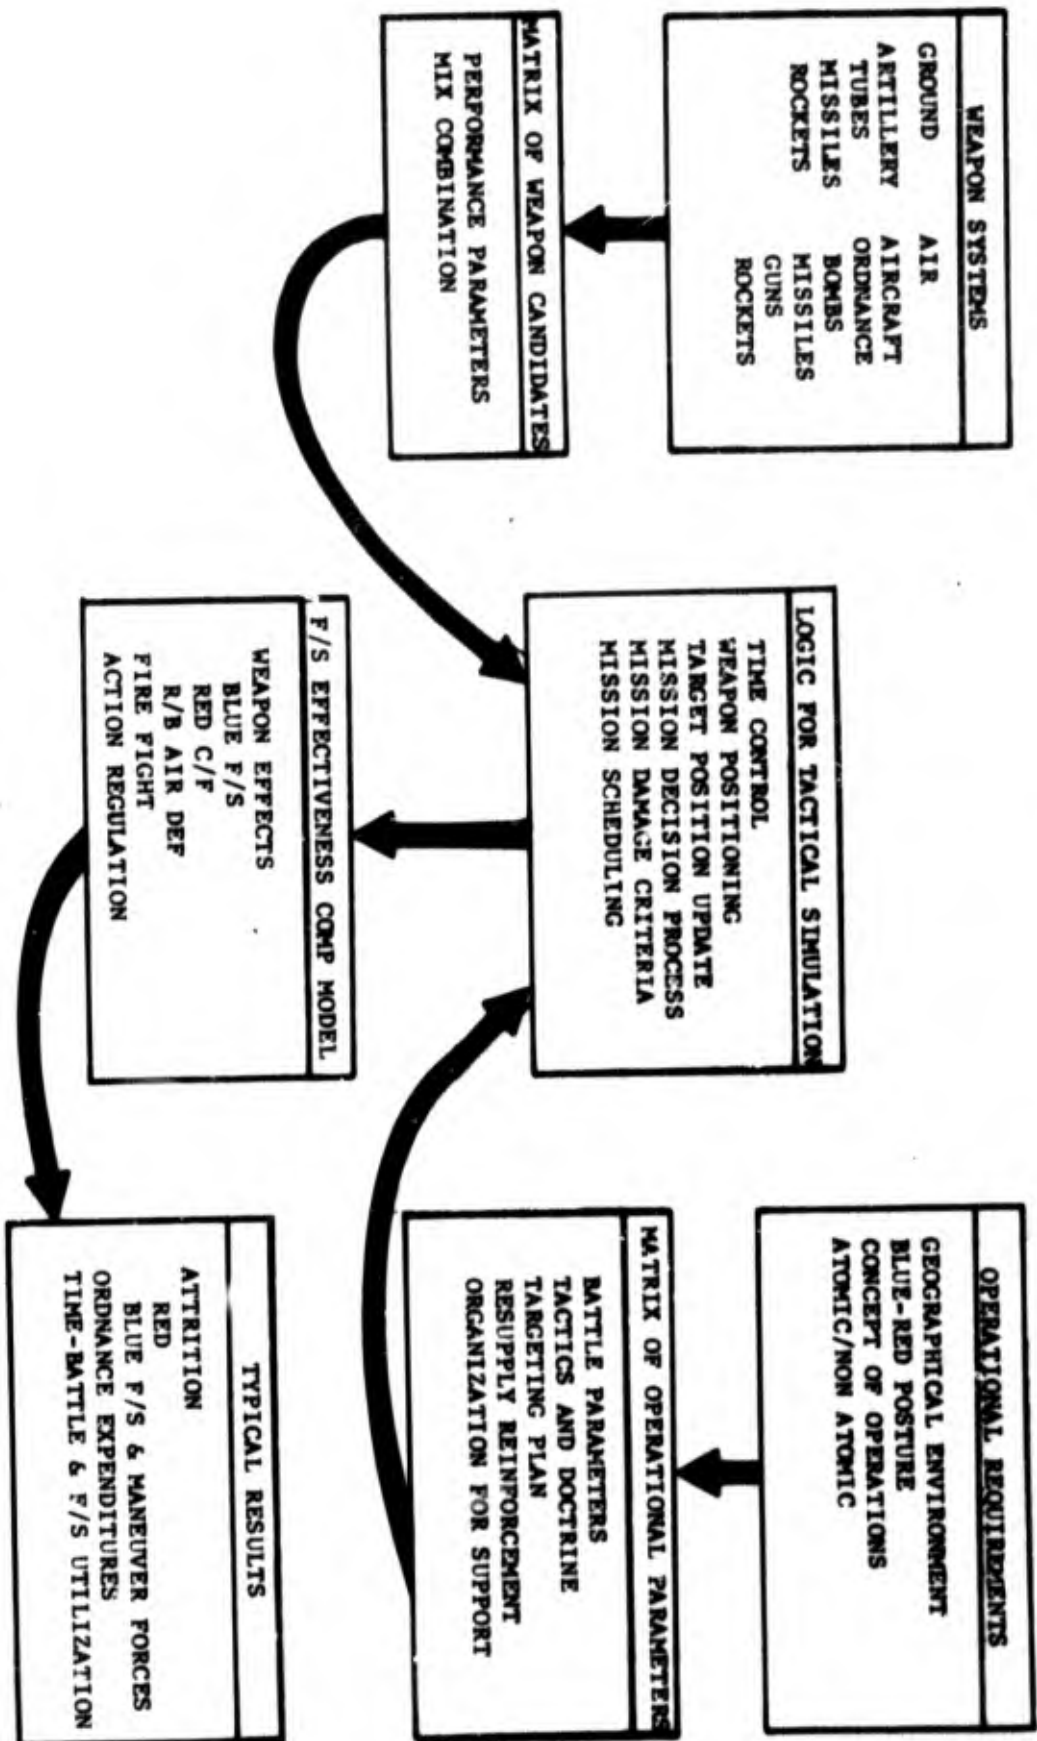 WEAPON SYSTEMS
GROUND AIR
ARTILLERY AIRCRAFT
TUBES ORDNANCE
MISSILES BOMBS
ROCKETS MISSILES
GUNS
ROCKETS
MATRIX OF WEAPON CANDIDATES
PERFORMANCE PARAMETERS
MIX COMBINATION
LOGIC FOR TACTICAL SIMULATION
TIME CONTROL
WEAPON POSITIONING
TARGET POSITION UPDATE
MISSION DECISION PROCESS
MISSION DAMAGE CRITERIA
MISSION SCHEDULING
F/S EFFECTIVENESS COMP MODEL
WEAPON EFFECTS
BLUE F/S
RED C/F
R/B AIR DEF
FIRE FIGHT
ACTION REGULATION
OPERATIONAL REQUIREMENTS
GEOGRAPHICAL ENVIRONMENT
BLUE-RED POSTURE
CONCEPT OF OPERATIONS
ATOMIC/NON ATOMIC
MATRIX OF OPERATIONAL PARAMETERS
BATTLE PARAMETERS
TACTICS AND DOCTRINE
TARGETING PLAN
RESUPPLY REINFORCEMENT
ORGANIZATION FOR SUPPORT
TYPICAL RESULTS
ATTRITION
RED
BLUE F/S & MANEUVER FORCES
ORDNANCE EXPENDITURES
TIME-BATTLE & F/S UTILIZATION